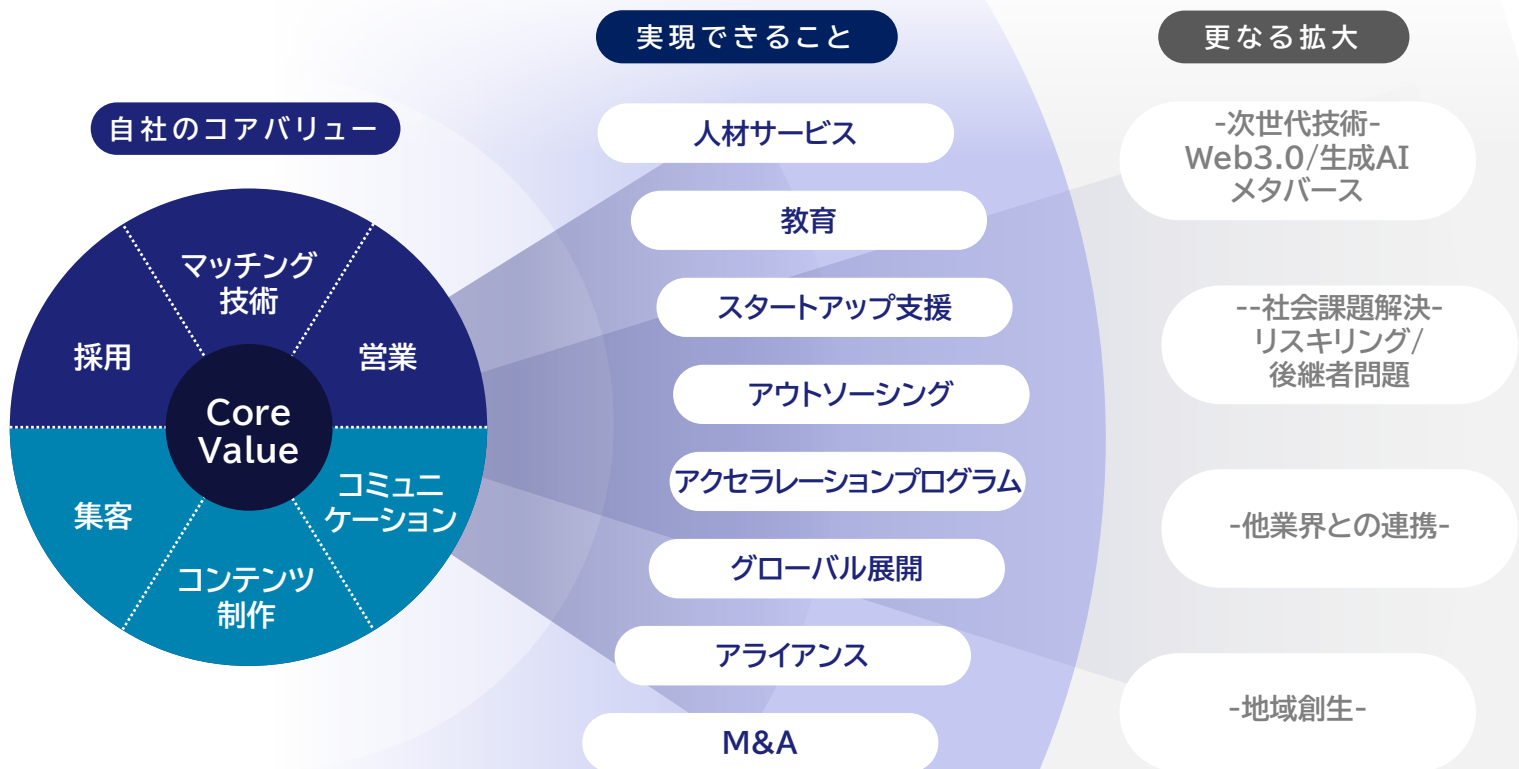 自社のコアバリュー
マッチング
技術
採用
営業
Core
Value
集客
コミュニ
ケーション
コンテンツ
制作
実現できること
人材サービス
教育
スタートアップ支援
アウトソーシング
アクセラレーションプログラム
グローバル展開
アライアンス
M&A
更なる拡大
-次世代技術-
Web3.0/生成AI
メタバース
--社会課題解決-
リスキリング/
後継者問題
-他業界との連携-
-地域創生-